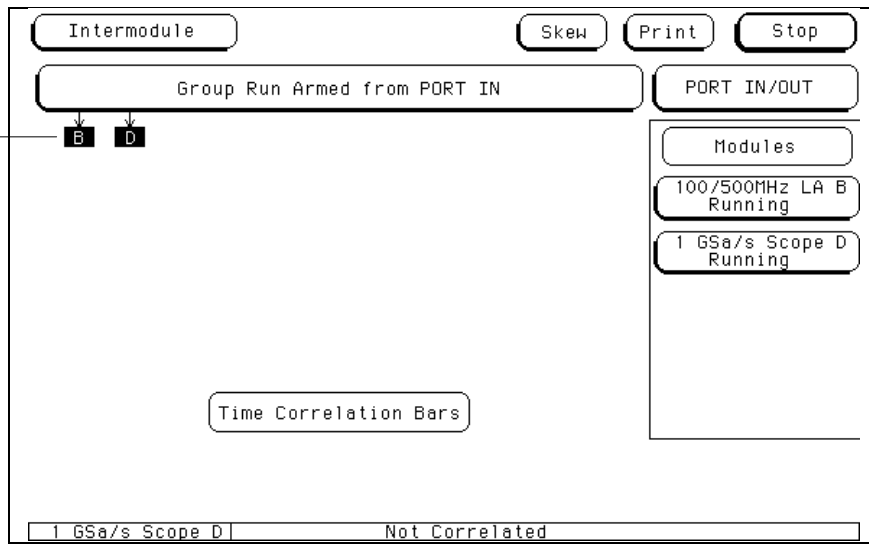 Intermodule
Skew
Print
Stop
Group Run Armed from PORT IN
PORT IN/OUT
B
D
Modules
100/500MHz LA B
Running
1 GSa/s Scope D
Running
Time Correlation Bars
1 GSa/s Scope D
Not Correlated